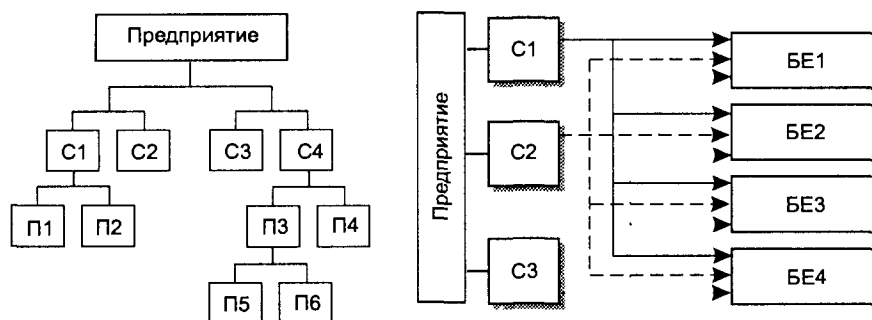 Предприятие
С1 С2 С3 С4
П1 П2 П3 П4
П5 П6
Предприятие
С1
С2
С3
БЕ1
БЕ2
БЕ3
БЕ4